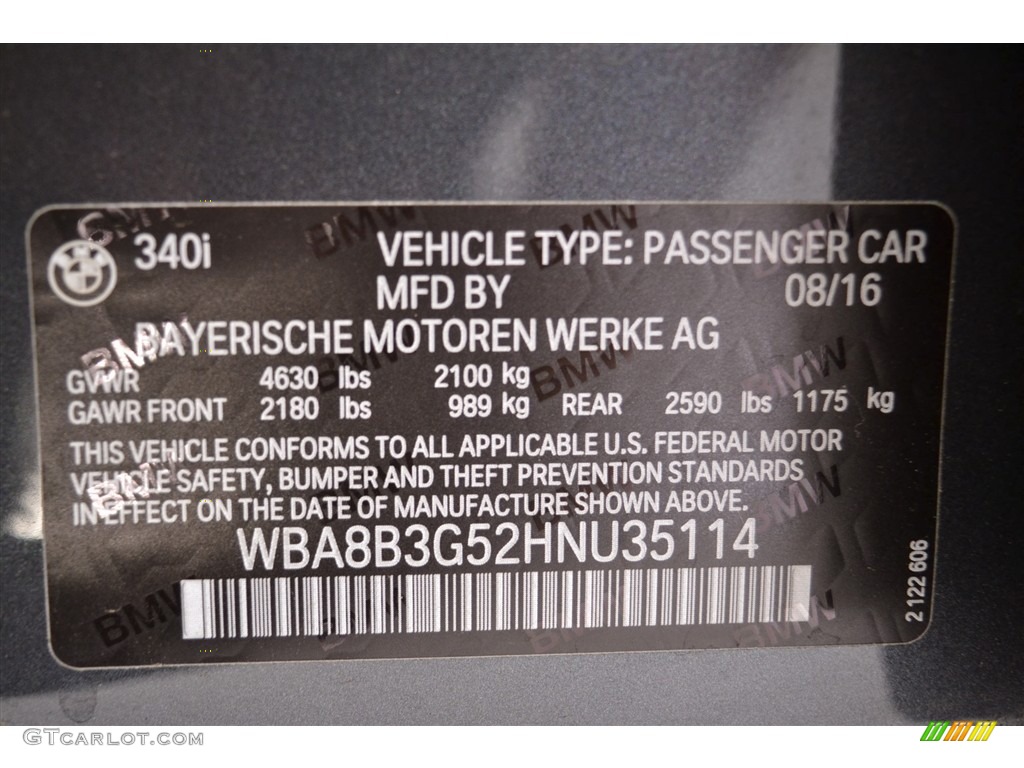 340i VEHICLE TYPE: PASSENGER CAR
MFD BY 08/16
BAYERISCHE MOTOREN WERKE AG
GVWR 4630 lbs 2100 kg
GAWR FRONT 2180 lbs 989 kg REAR 2590 lbs 1175 kg
THIS VEHICLE CONFORMS TO ALL APPLICABLE U.S. FEDERAL MOTOR
VEHICLE SAFETY, BUMPER AND THEFT PREVENTION STANDARDS
IN EFFECT ON THE DATE OF MANUFACTURE SHOWN ABOVE.
WBA8B3G52HNU35114
2 122 606
GTCARLOT.COM